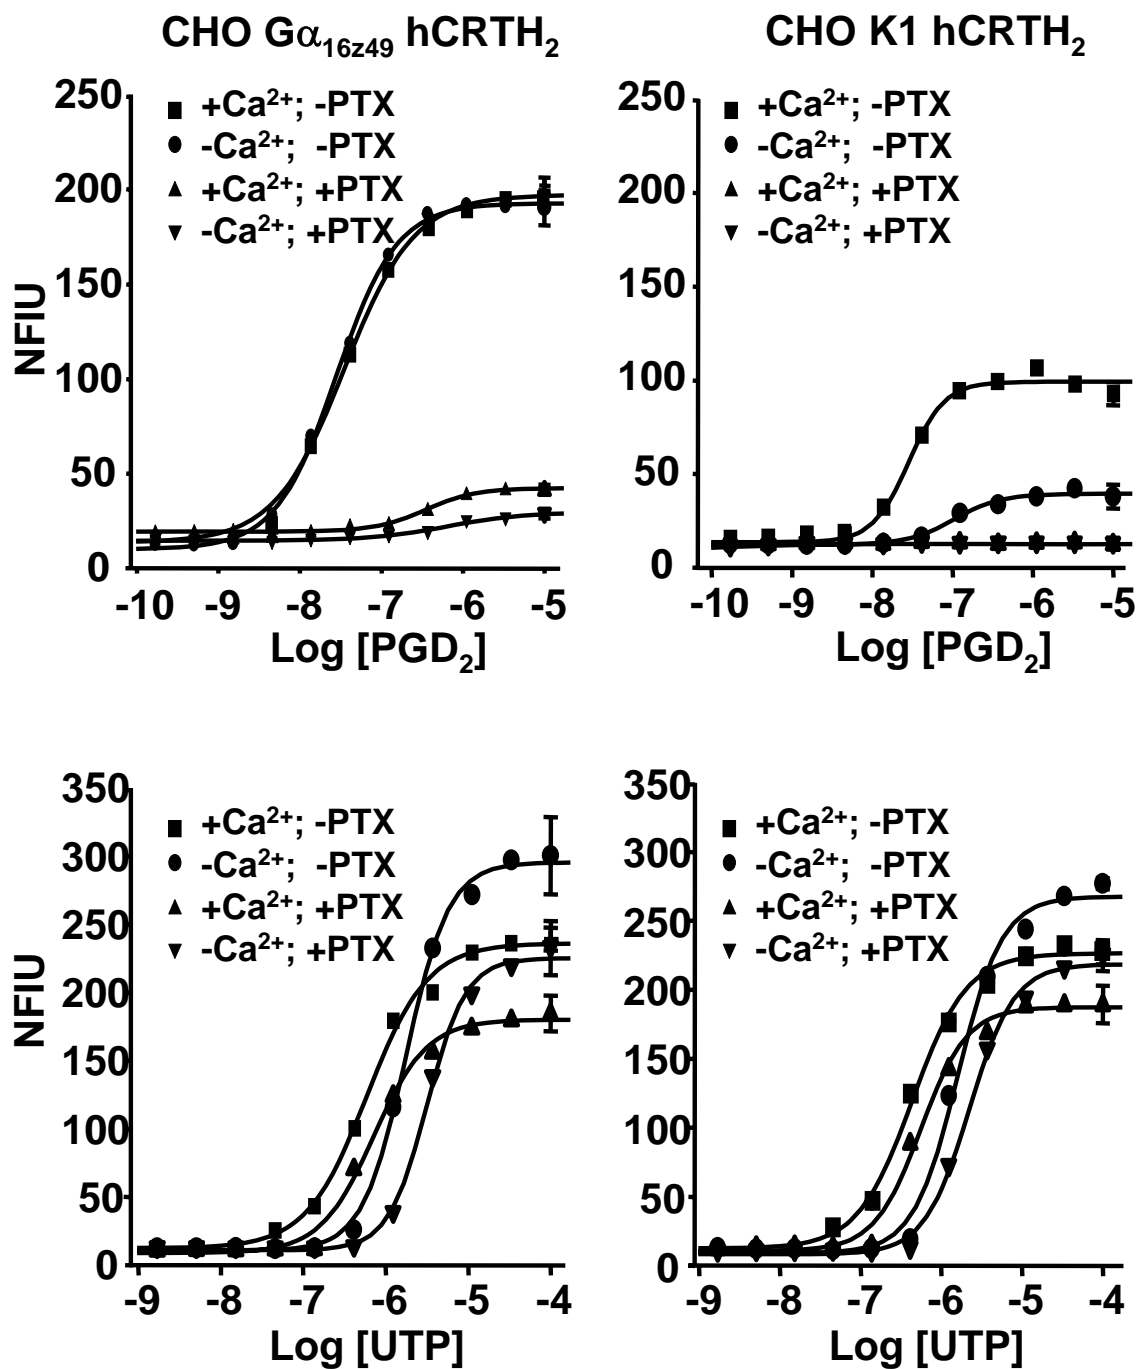 CHO Gα16z49 hCRTH2
CHO K1 hCRTH2
NFIU
250
200
150
100
50
0
+Ca2+; -PTX
-Ca2+; -PTX
+Ca2+; +PTX
-Ca2+; +PTX
-10 -9 -8 -7 -6 -5
Log [PGD2]
250
200
150
100
50
0
+Ca2+; -PTX
-Ca2+; -PTX
+Ca2+; +PTX
-Ca2+; +PTX
-10 -9 -8 -7 -6 -5
Log [PGD2]
NFIU
350
300
250
200
150
100
50
0
+Ca2+; -PTX
-Ca2+; -PTX
+Ca2+; +PTX
-Ca2+; +PTX
-9 -8 -7 -6 -5 -4
Log [UTP]
350
300
250
200
150
100
50
0
+Ca2+; -PTX
-Ca2+; -PTX
+Ca2+; +PTX
-Ca2+; +PTX
-9 -8 -7 -6 -5 -4
Log [UTP]